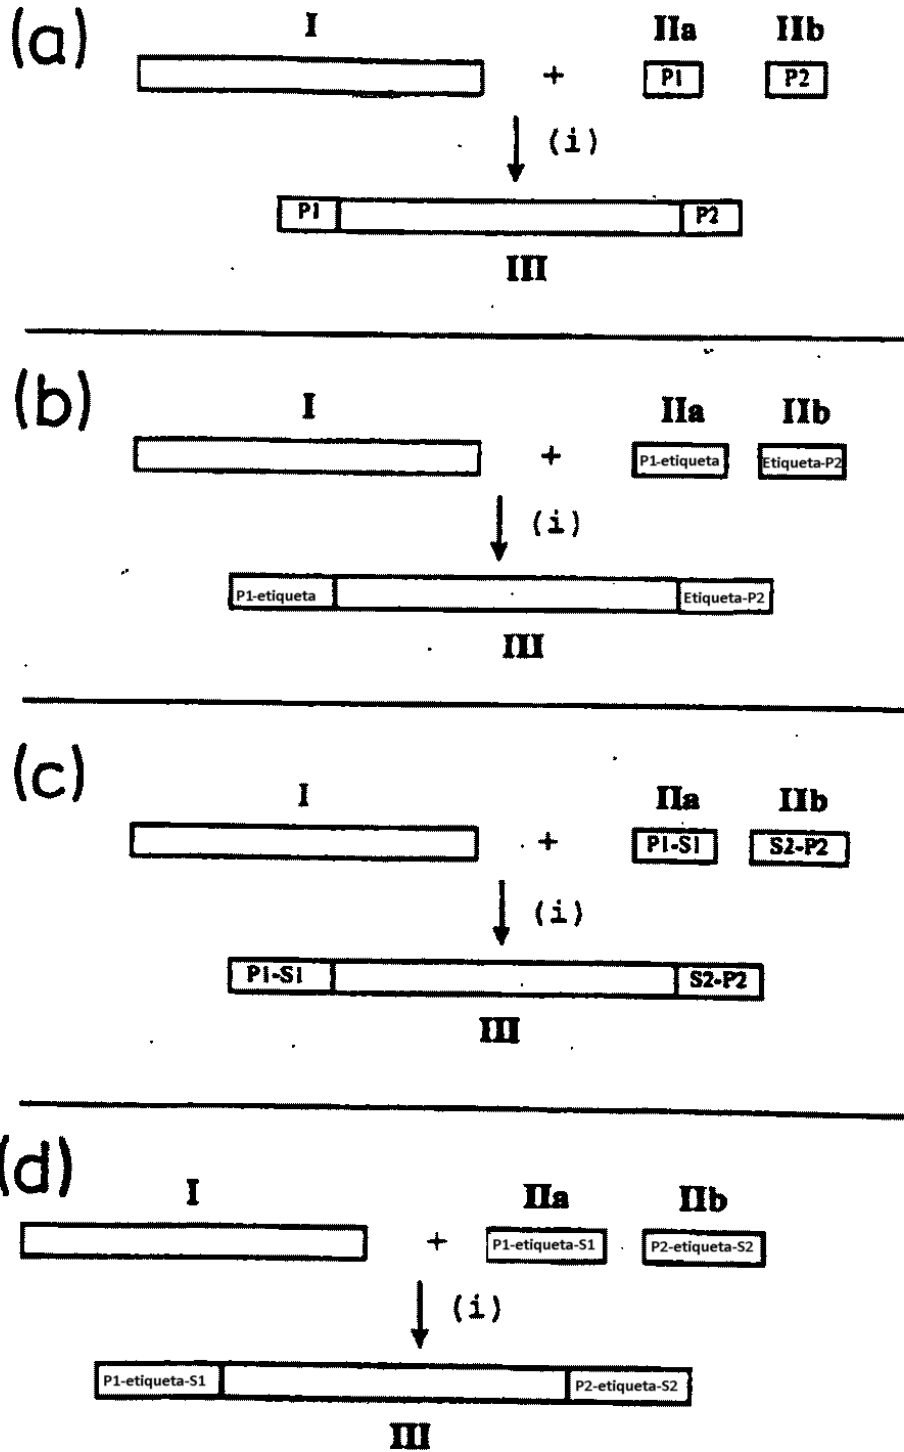 (a)
I IIa IIb
+ P1 P2
(i)
P1 P2
III
(b)
I IIa IIb
+ P1-etiqueta Etiqueta-P2
(i)
P1-etiqueta Etiqueta-P2
III
(c)
I IIa IIb
+ P1-S1 S2-P2
(i)
P1-S1 S2-P2
III
(d)
I IIa IIb
+ P1-etiqueta-S1 P2-etiqueta-S2
(i)
P1-etiqueta-S1 P2-etiqueta-S2
III